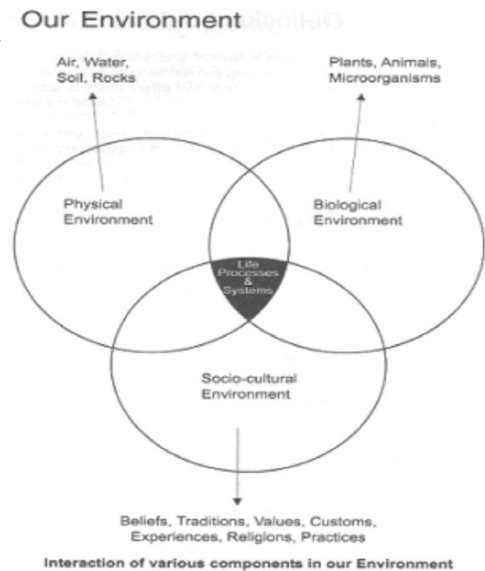 Our Environment
Air, Water,
Soil, Rocks
Plants, Animals,
Microorganisms
Physical
Environment
Biological
Environment
Life
Processes
&
Systems
Socio-cultural
Environment
Beliefs, Traditions, Values, Customs,
Experiences, Religions, Practices
Interaction of various components in our Environment